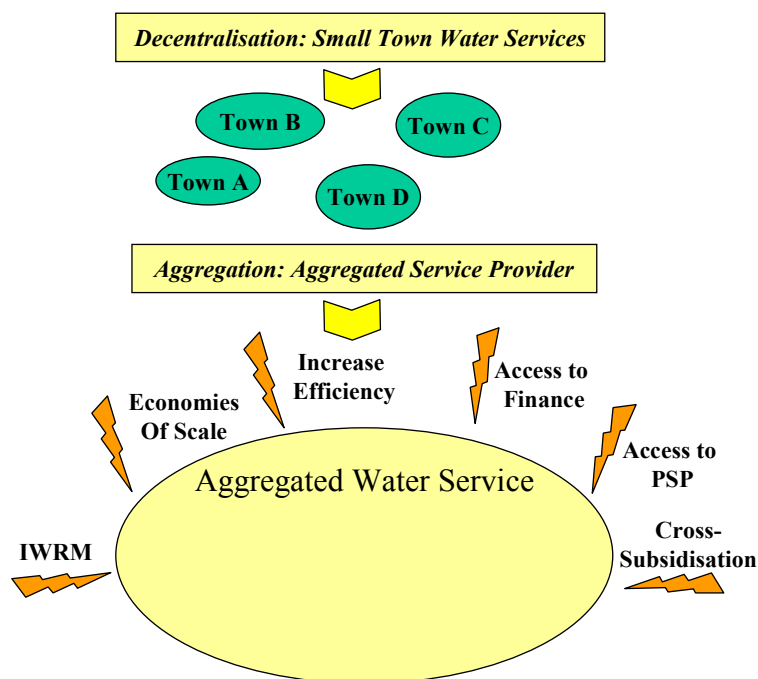 Decentralisation: Small Town Water Services
Town B
Town C
Town A
Town D
Aggregation: Aggregated Service Provider
Increase
Efficiency
Access to
Finance
Economies
Of Scale
Access to
PSP
Aggregated Water Service
IWRM
Cross-
Subsidisation